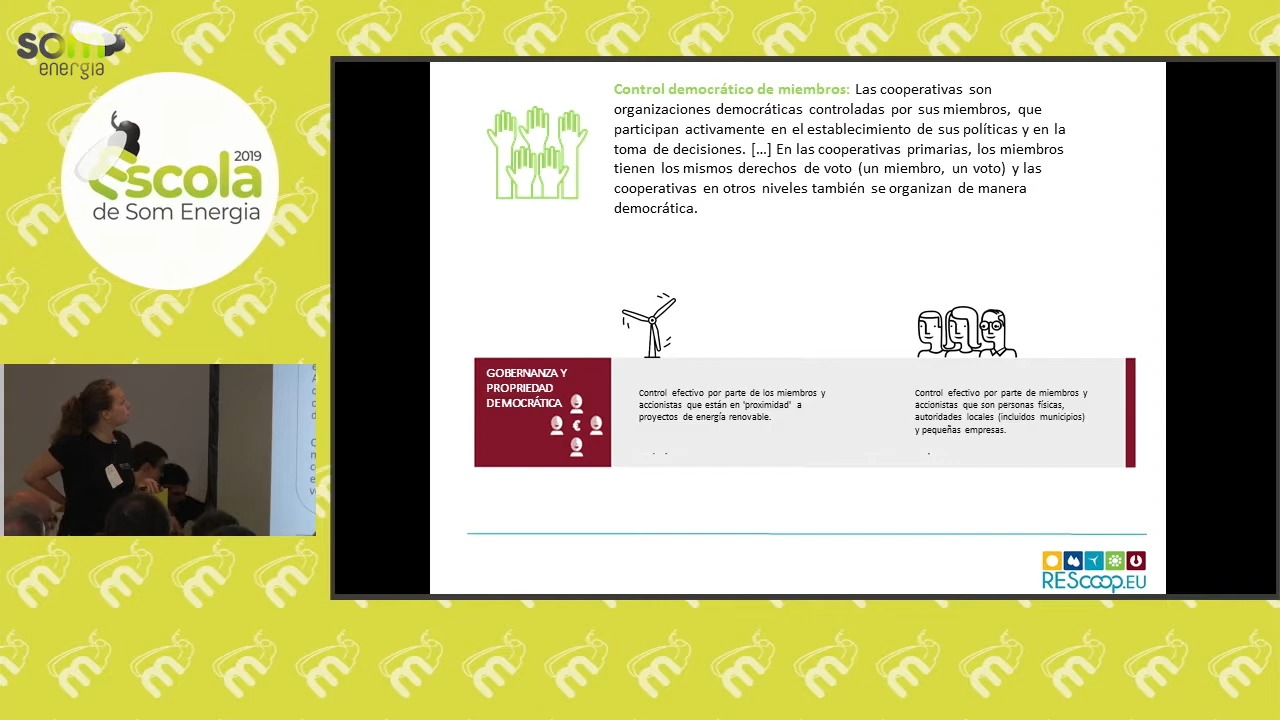 som
energia
2019
Escola
de Som Energia
Control democrático de miembros: Las cooperativas son
organizaciones democráticas controladas por sus miembros, que
participan activamente en el establecimiento de sus políticas y en la
toma de decisiones. [...] En las cooperativas primarias, los miembros
tienen los mismos derechos de voto (un miembro, un voto) y las
cooperativas en otros niveles también se organizan de manera
democrática.
GOBERNANZA Y
PROPRIEDAD
DEMOCRÁTICA
€
Control efectivo por parte de los miembros y
accionistas que están en 'proximidad' a
proyectos de energía renovable.
Control efectivo por parte de miembros y
accionistas que son personas físicas,
autoridades locales (incluidos municipios)
y pequeñas empresas.
REScoop.EU